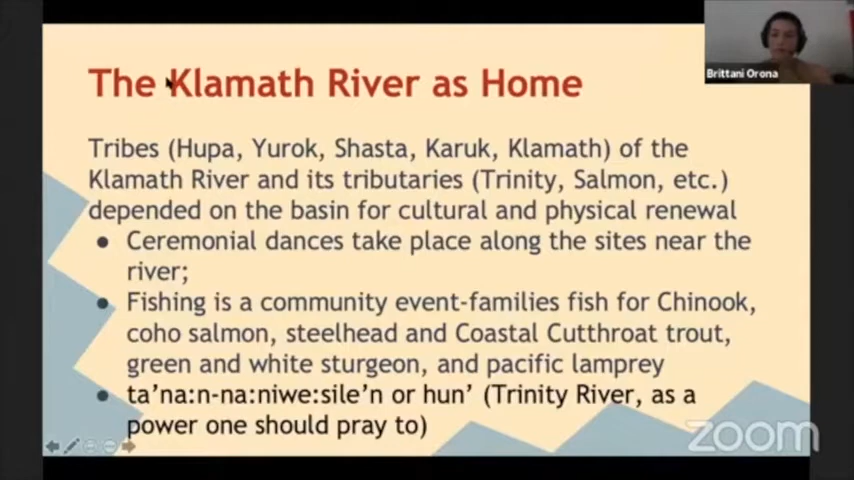 Brittani Orona
The Klamath River as Home
Tribes (Hupa, Yurok, Shasta, Karuk, Klamath) of the
Klamath River and its tributaries (Trinity, Salmon, etc.)
depended on the basin for cultural and physical renewal
● Ceremonial dances take place along the sites near the
river;
● Fishing is a community event-families fish for Chinook,
coho salmon, steelhead and Coastal Cutthroat trout,
green and white sturgeon, and pacific lamprey
● ta’na:n-na:niwe:sile’n or hun’ (Trinity River, as a
power one should pray to)
zoom